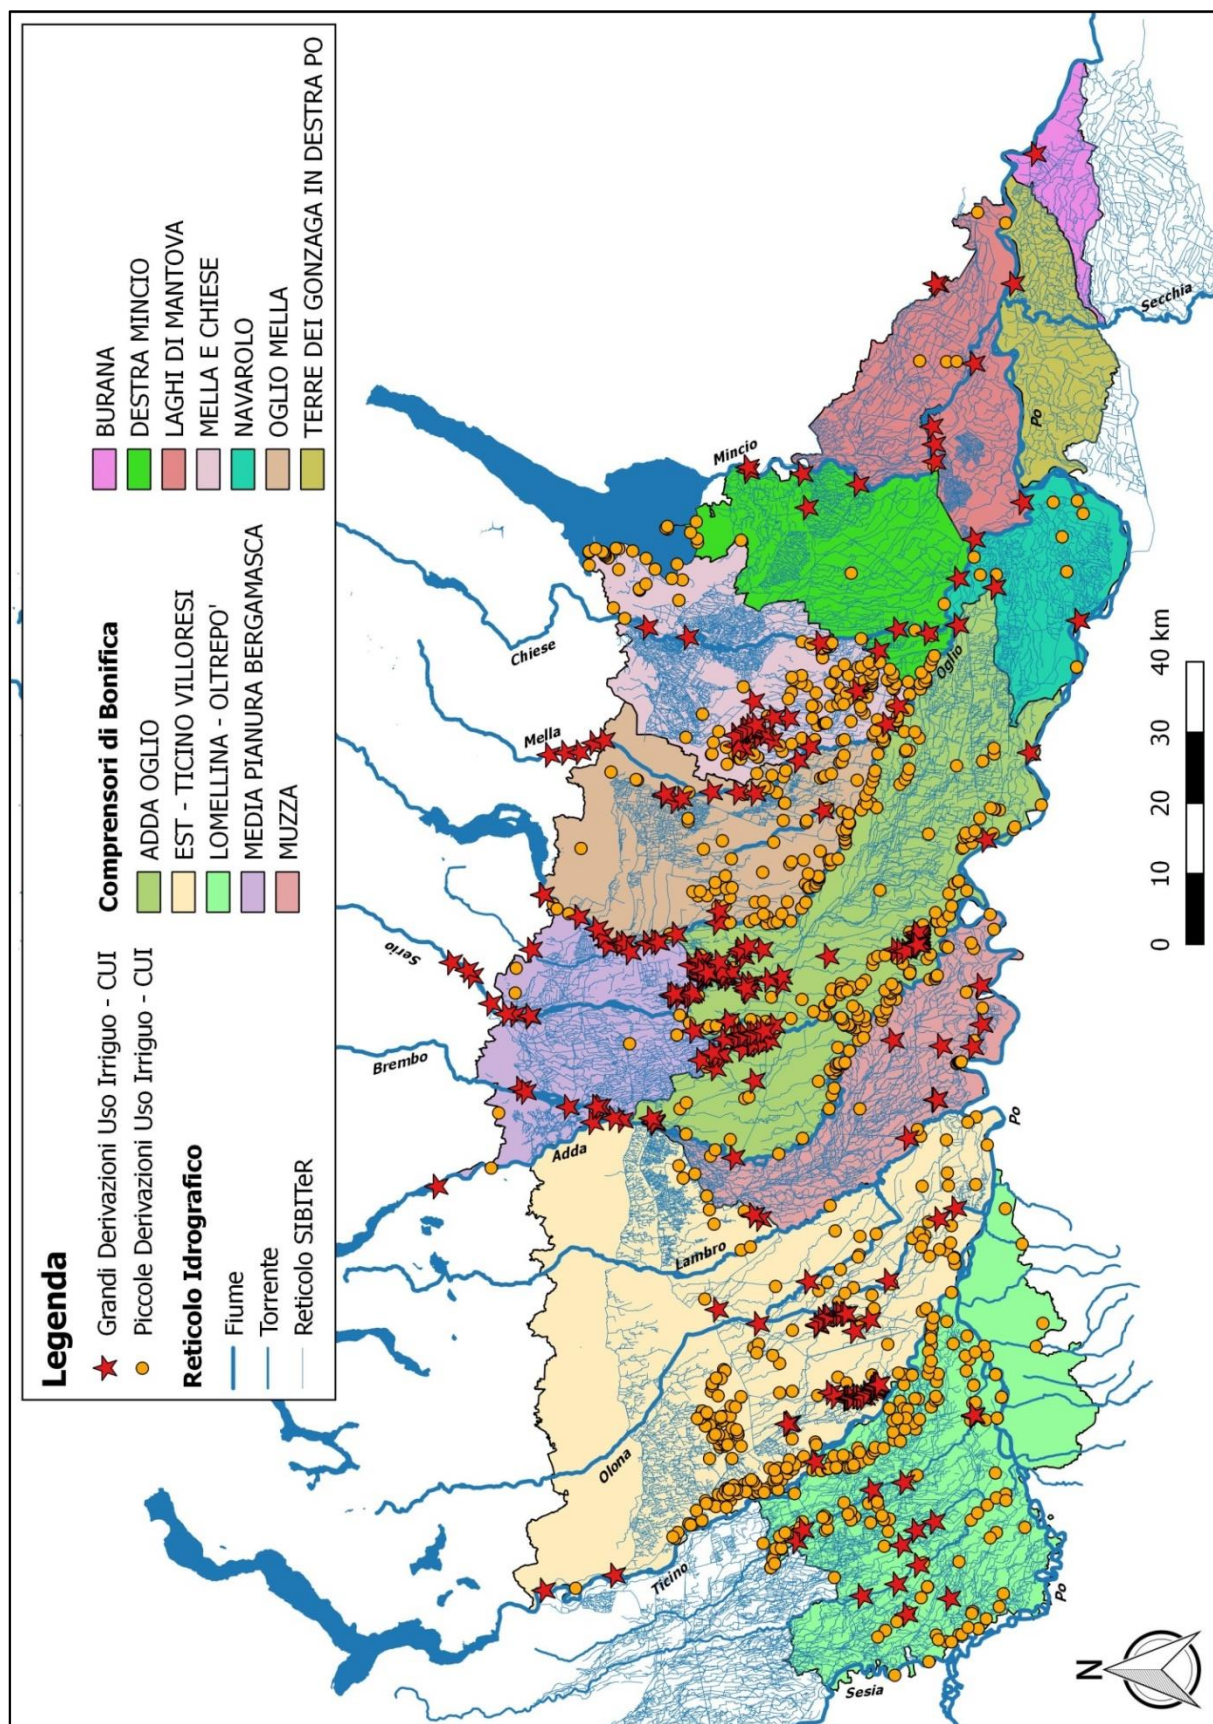 Legenda
Grandi Derivazioni Uso Irriguo - CUI
Piccole Derivazioni Uso Irriguo - CUI
Reticolo Idrografico
Fiume
Torrente
Reticolo SIBITeR
Comprensori di Bonifica
ADDA OGLIO
EST - TICINO VILLORESI
LOMELLINA - OLTREPO'
MEDIA PIANURA BERGAMASCA
MUZZA
BURANA
DESTRA MINCIO
LAGHI DI MANTOVA
MELLA E CHIESE
NAVAROLO
OGLIO MELLA
TERRE DEI GONZAGA IN DESTRA PO
Serio
Brembo
Adda
Mella
Chiese
Mincio
Olona
Lambro
Ticino
Oglio
Sesia
Po
Po
Po
Secchia
N
0
10
20
30
40 km